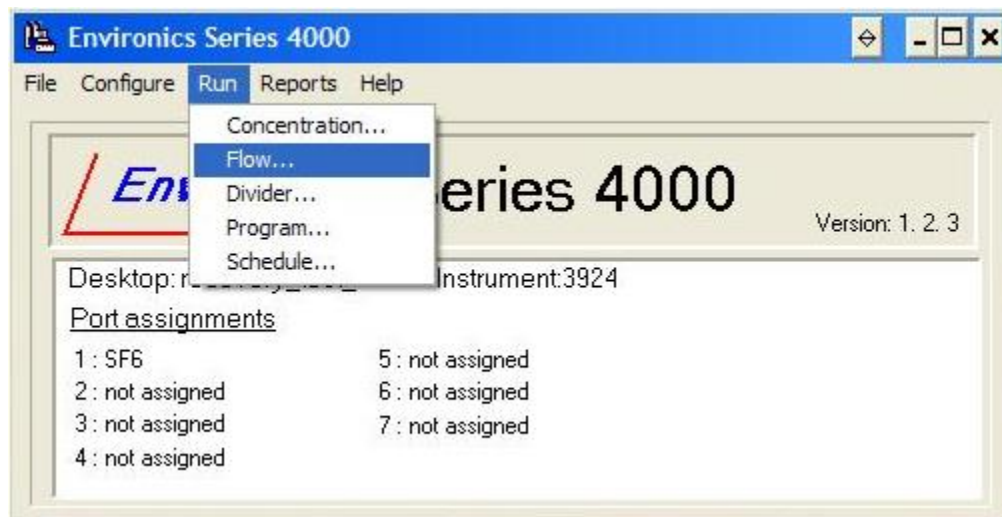 Environics Series 4000
File Configure Run Reports Help
Concentration...
Flow...
Divider...
Program...
Schedule...
Series 4000
Version: 1. 2. 3
Desktop: Instrument:3924
Port assignments
1 : SF6
2 : not assigned
3 : not assigned
4 : not assigned
5 : not assigned
6 : not assigned
7 : not assigned